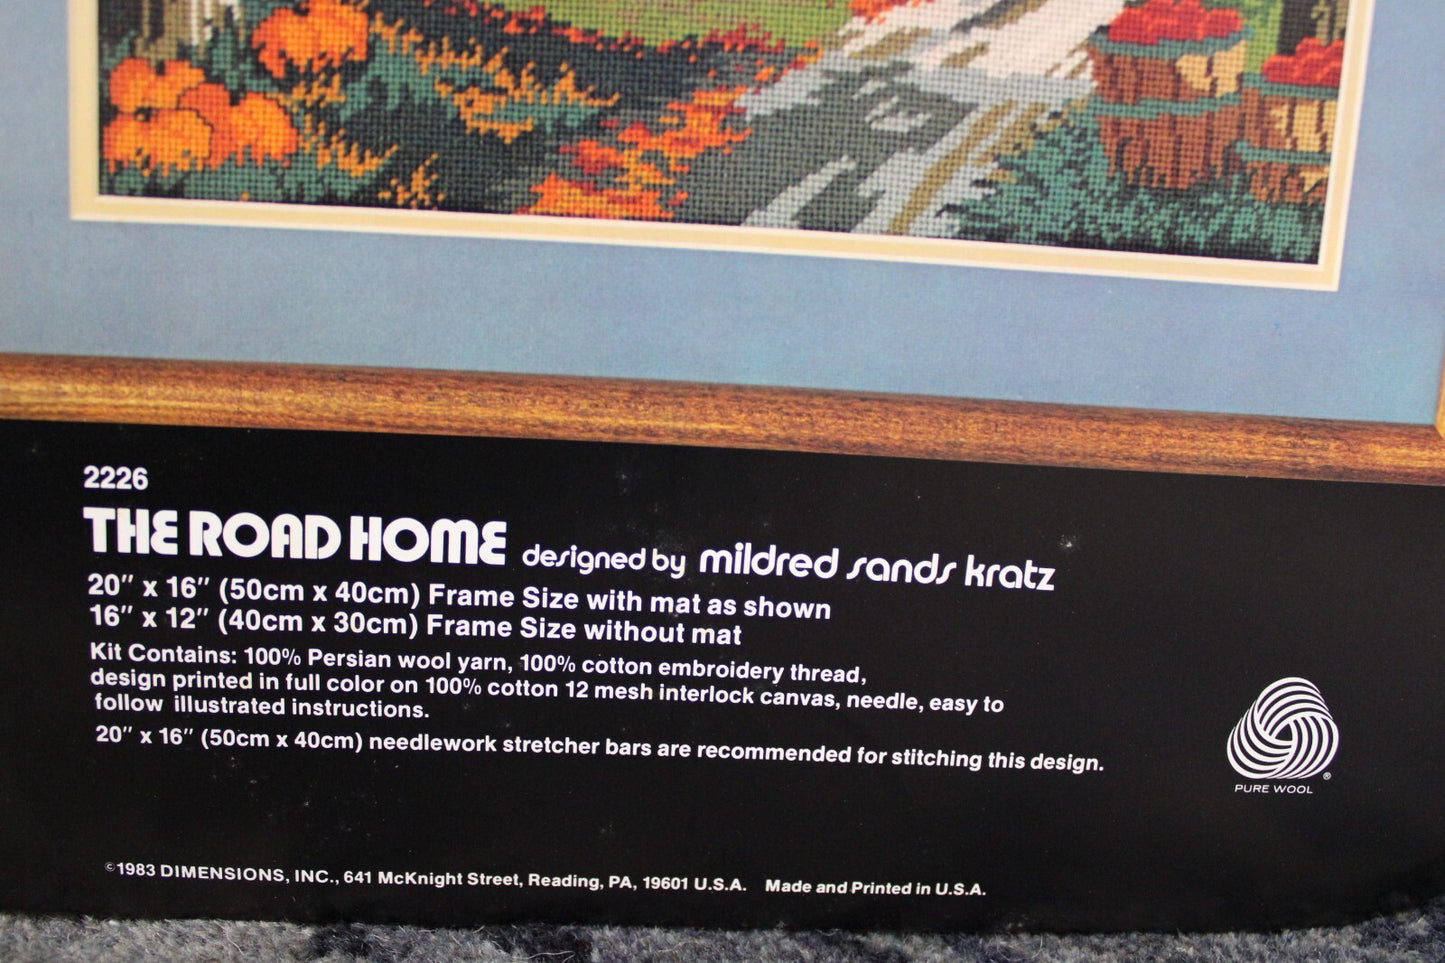 2226
THE ROAD HOME designed by mildred sands kratz
20" x 16" (50cm x 40cm) Frame Size with mat as shown
16" x 12" (40cm x 30cm) Frame Size without mat
Kit Contains: 100% Persian wool yarn, 100% cotton embroidery thread,
design printed in full color on 100% cotton 12 mesh interlock canvas, needle, easy to
follow illustrated instructions.
20" x 16" (50cm x 40cm) needlework stretcher bars are recommended for stitching this design.
®
PURE WOOL
©1983 DIMENSIONS, INC., 641 McKnight Street, Reading, PA, 19601 U.S.A. Made and Printed in U.S.A.